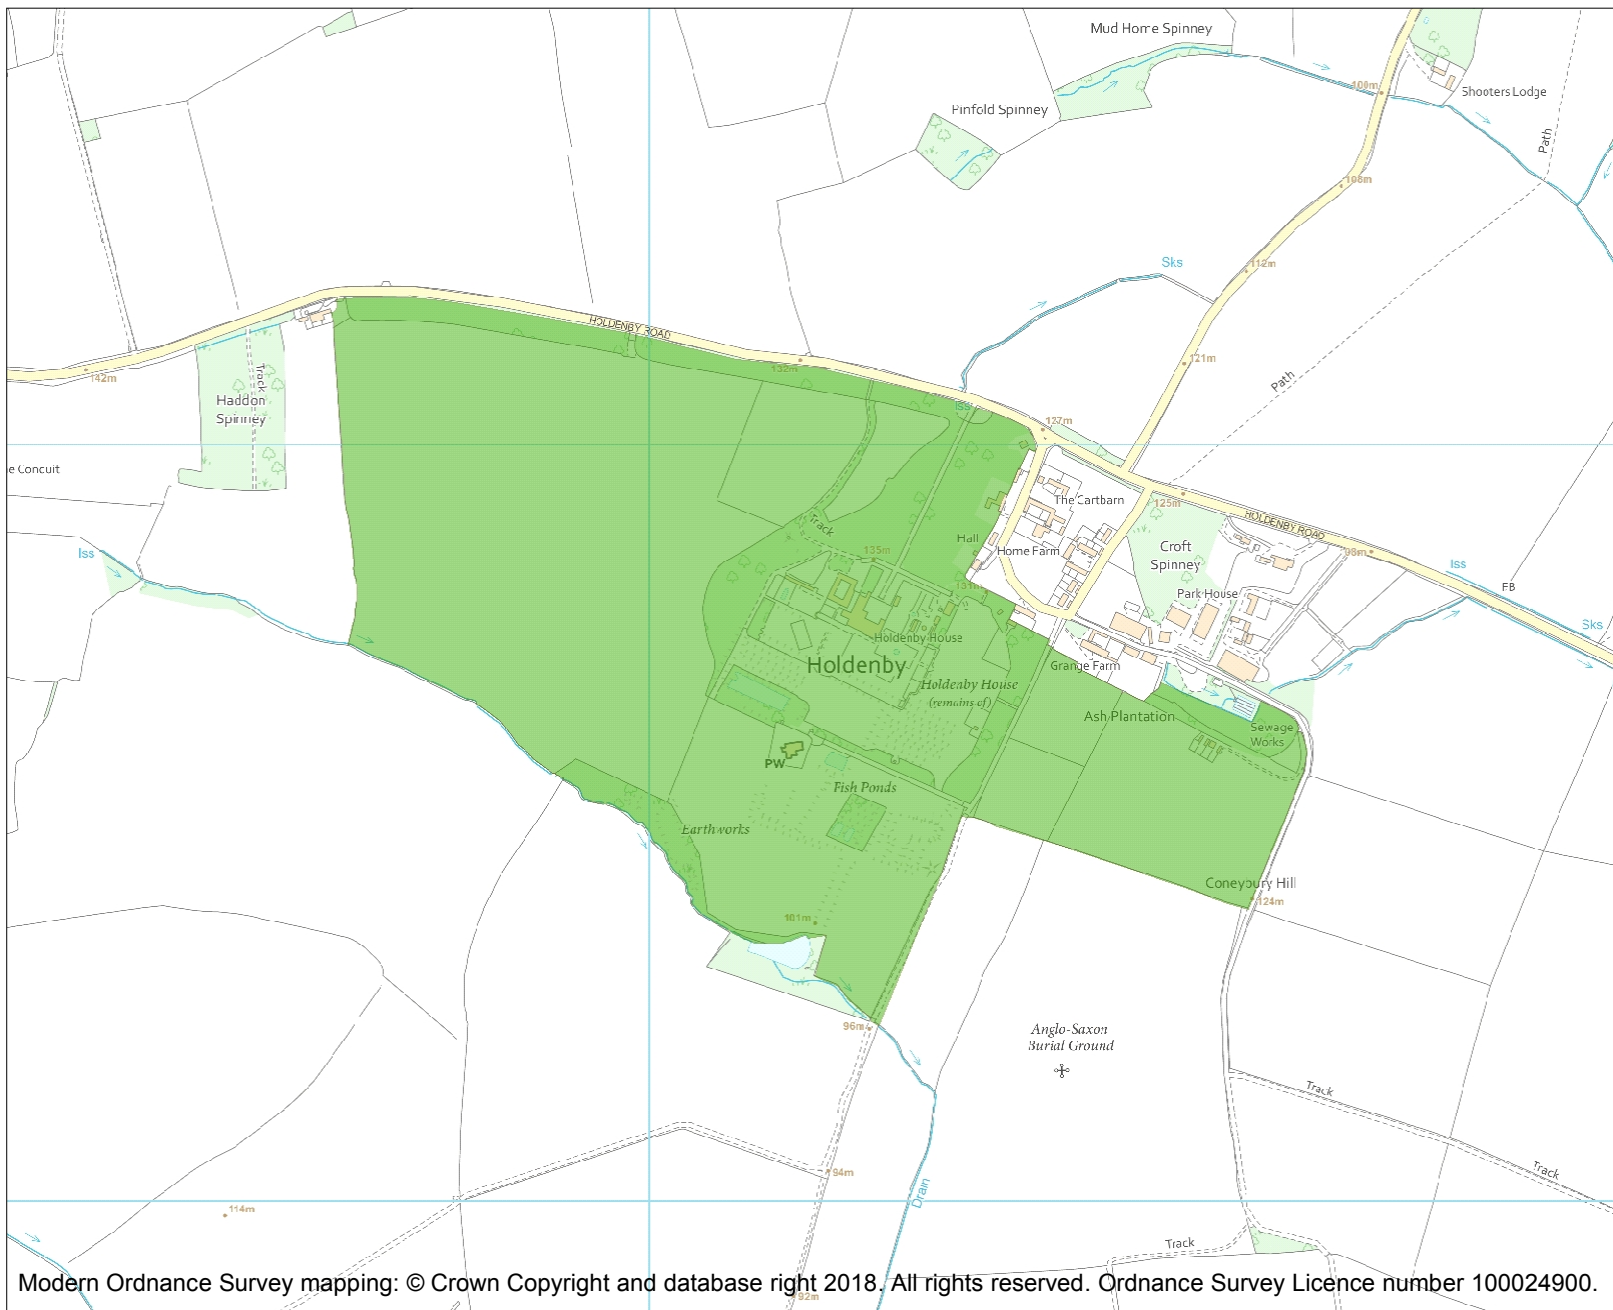 Mud Home Spinney
109m
Shooters Lodge
Pinfold Spinney
Path
108m
Sks
112m
HOLDENBY ROAD
121m
132m
142m
Track
Path
Haddon
Spinney
Iss
127m
The Cartbarn
125m
HOLDENBY ROAD
Track
Hall
135m
Home Farm
Croft
Spinney
98m
Iss
Iss
131m
Park House
FB
Sks
Holdenby House
Holdenby
Grange Farm
Holdenby House
(remains of)
Ash Plantation
Sewage
Works
PW
Fish Ponds
Earthworks
Coneybury Hill
124m
101m
96m
Anglo-Saxon
Burial Ground
Track
Track
94m
Drain
114m
Track
92m
Modern Ordnance Survey mapping: © Crown Copyright and database right 2018. All rights reserved. Ordnance Survey Licence number 100024900.